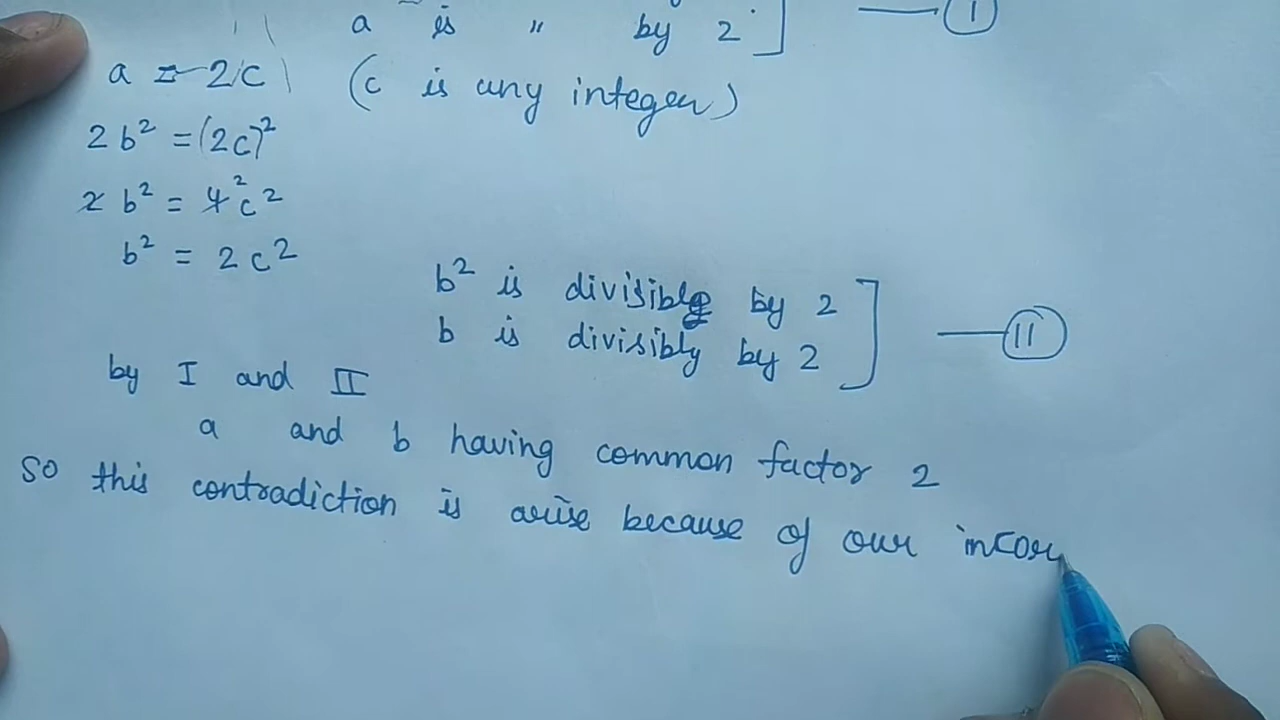 a is " by 2 ] — I
a = 2c (c is any integer)
2b² = (2c)²
2b² = 4²c²
b² = 2c²
b² is divisible by 2
b is divisibly by 2 ] — II
by I and II
a and b having common factor 2
So this contradiction is arise because of our incor